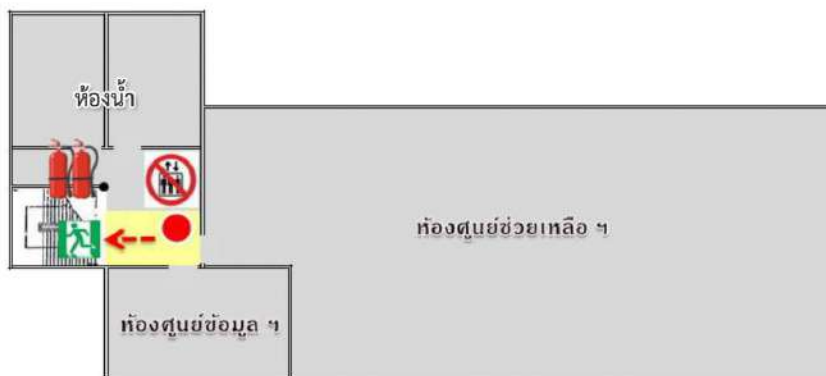 ห้องน้ำ
ห้องศูนย์ช่วยเหลือ ฯ
ห้องศูนย์ข้อมูล ฯ